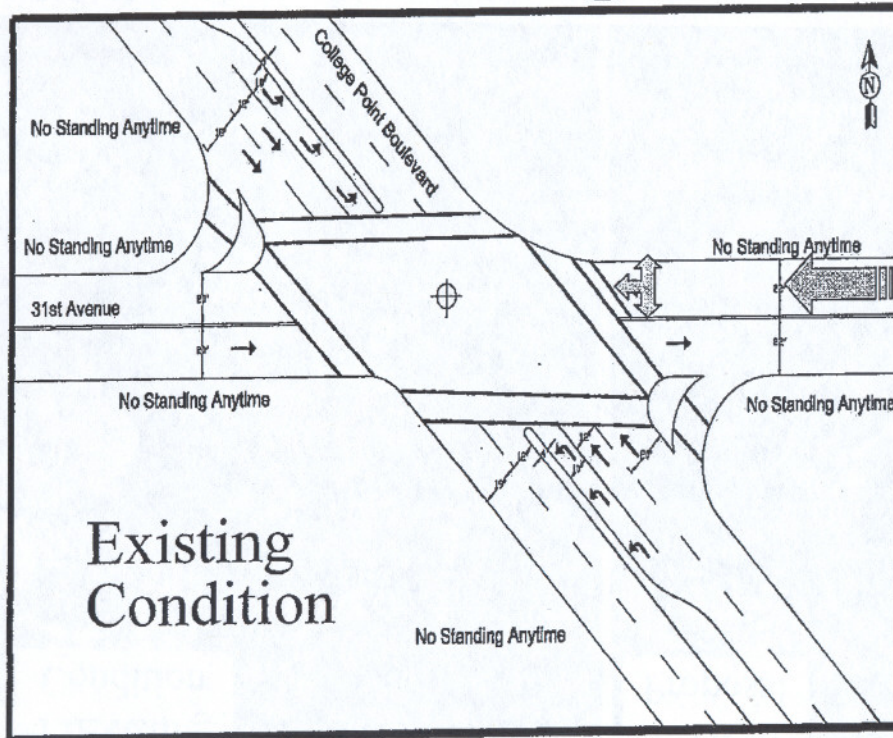 College Point Boulevard
N
No Standing Anytime
No Standing Anytime
No Standing Anytime
31st Avenue
No Standing Anytime
No Standing Anytime
Existing
Condition
No Standing Anytime